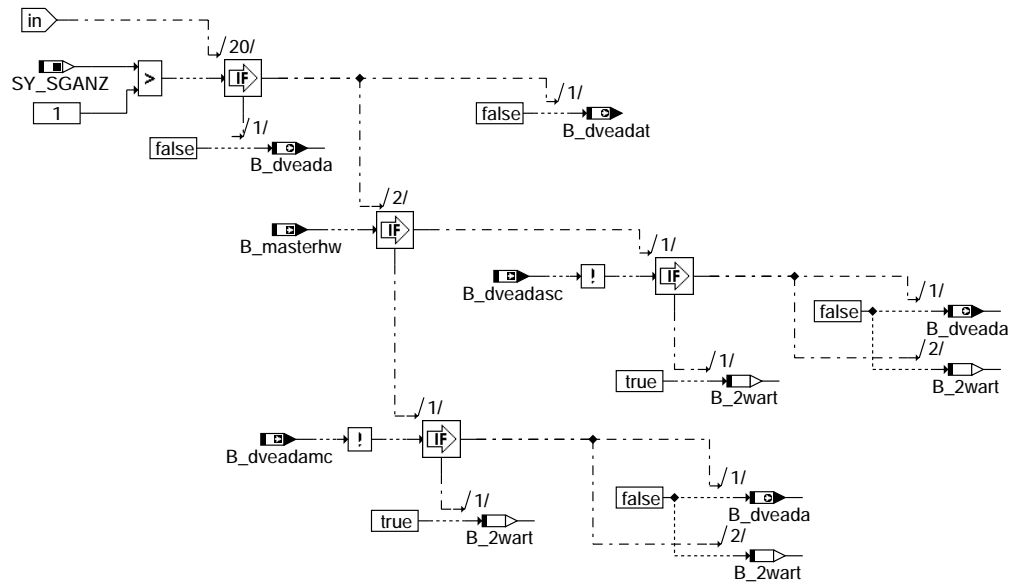 in
/20/
SY_SGANZ
>
IF
1
/1/
false
B_dveada
/1/
false
B_dveadat
/2/
B_masterhw
IF
/1/
B_dveadasc
!
IF
/1/
false
B_dveada
/2/
B_2wart
/1/
true
B_2wart
/1/
B_dveadamc
!
IF
/1/
false
B_dveada
/2/
B_2wart
/1/
true
B_2wart